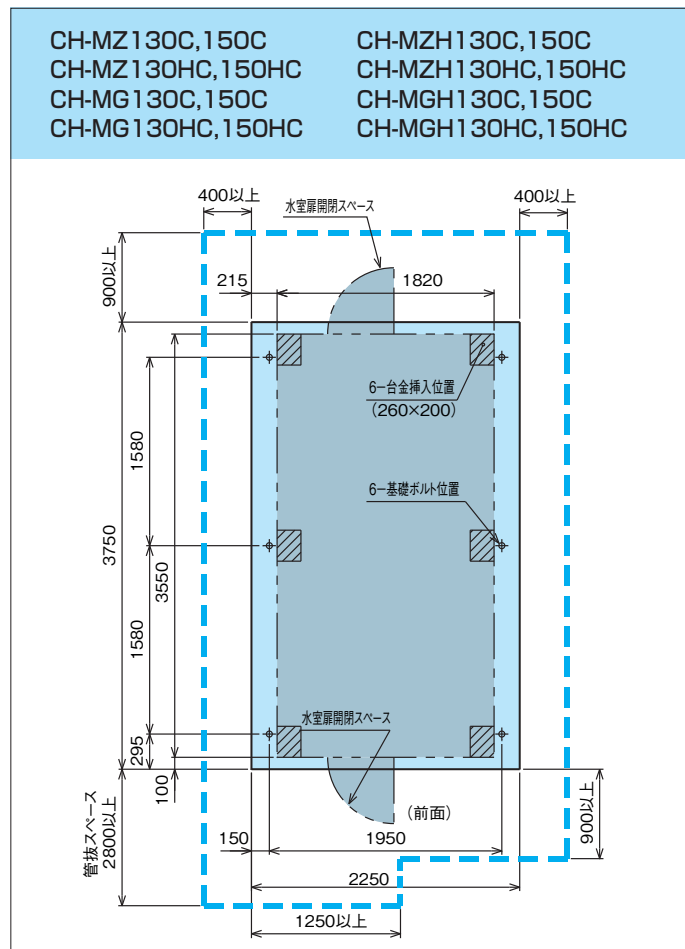 CH-MZ130C,150C
CH-MZH130C,150C
CH-MZ130HC,150HC
CH-MZH130HC,150HC
CH-MG130C,150C
CH-MGH130C,150C
CH-MG130HC,150HC
CH-MGH130HC,150HC
400以上
水室扉開閉スペース
400以上
900以上
215
1820
6−台金挿入位置
(260×200)
1580
6−基礎ボルト位置
3750
3550
1580
水室扉開閉スペース
295
100
(前面)
管抜スペース
2800以上
150
1950
900以上
2250
1250以上